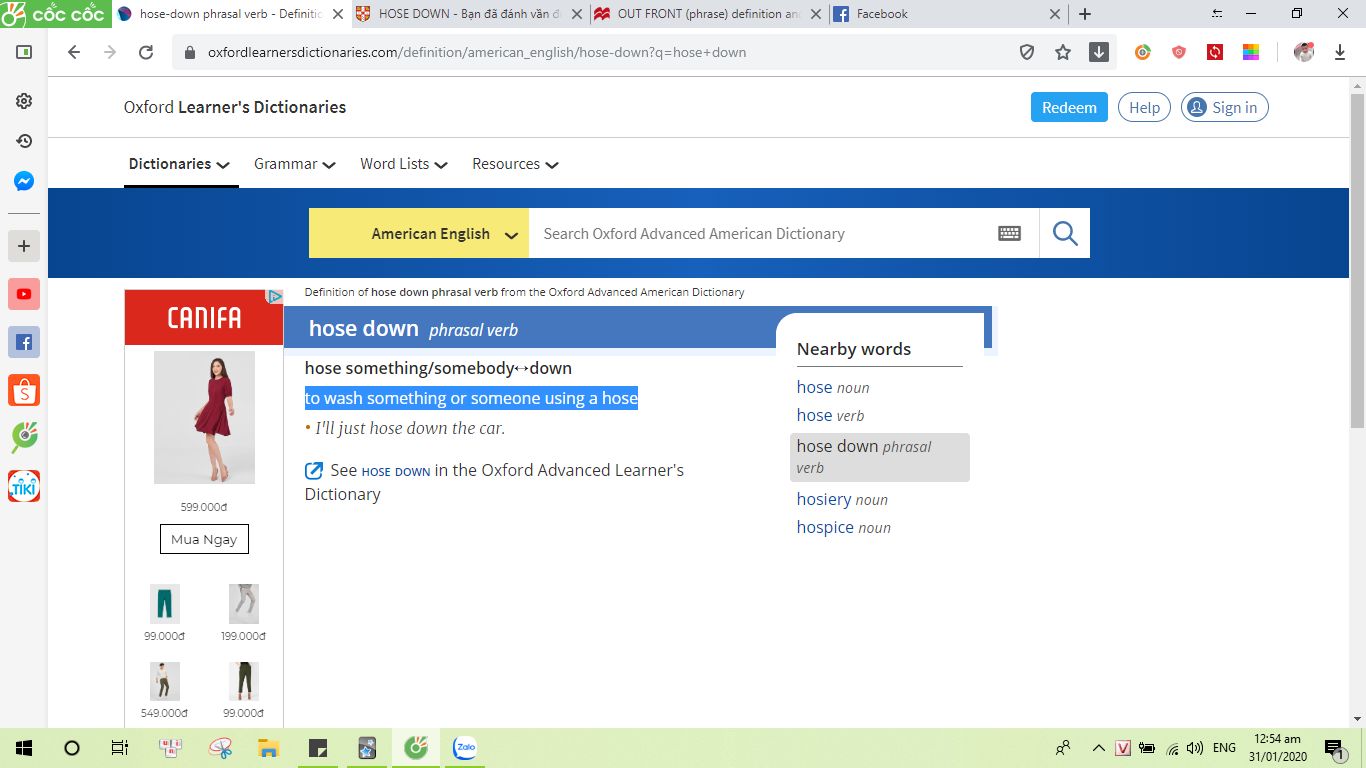 cốc cốc
hose-down phrasal verb - Definitic
HOSE DOWN - Bạn đã đánh vần đ
OUT FRONT (phrase) definition an
Facebook
oxfordlearnersdictionaries.com/definition/american_english/hose-down?q=hose+down
Oxford Learner's Dictionaries
Redeem
Help
Sign in
Dictionaries
Grammar
Word Lists
Resources
American English
Search Oxford Advanced American Dictionary
CANIFA
599.000đ
Mua Ngay
99.000đ
199.000đ
549.000đ
99.000đ
Definition of hose down phrasal verb from the Oxford Advanced American Dictionary
hose down phrasal verb
hose something/somebody↔down
to wash something or someone using a hose
• I'll just hose down the car.
See HOSE DOWN in the Oxford Advanced Learner's
Dictionary
Nearby words
hose noun
hose verb
hose down phrasal
verb
hosiery noun
hospice noun
TIKI
Zalo
V
ENG
12:54 am
31/01/2020
1